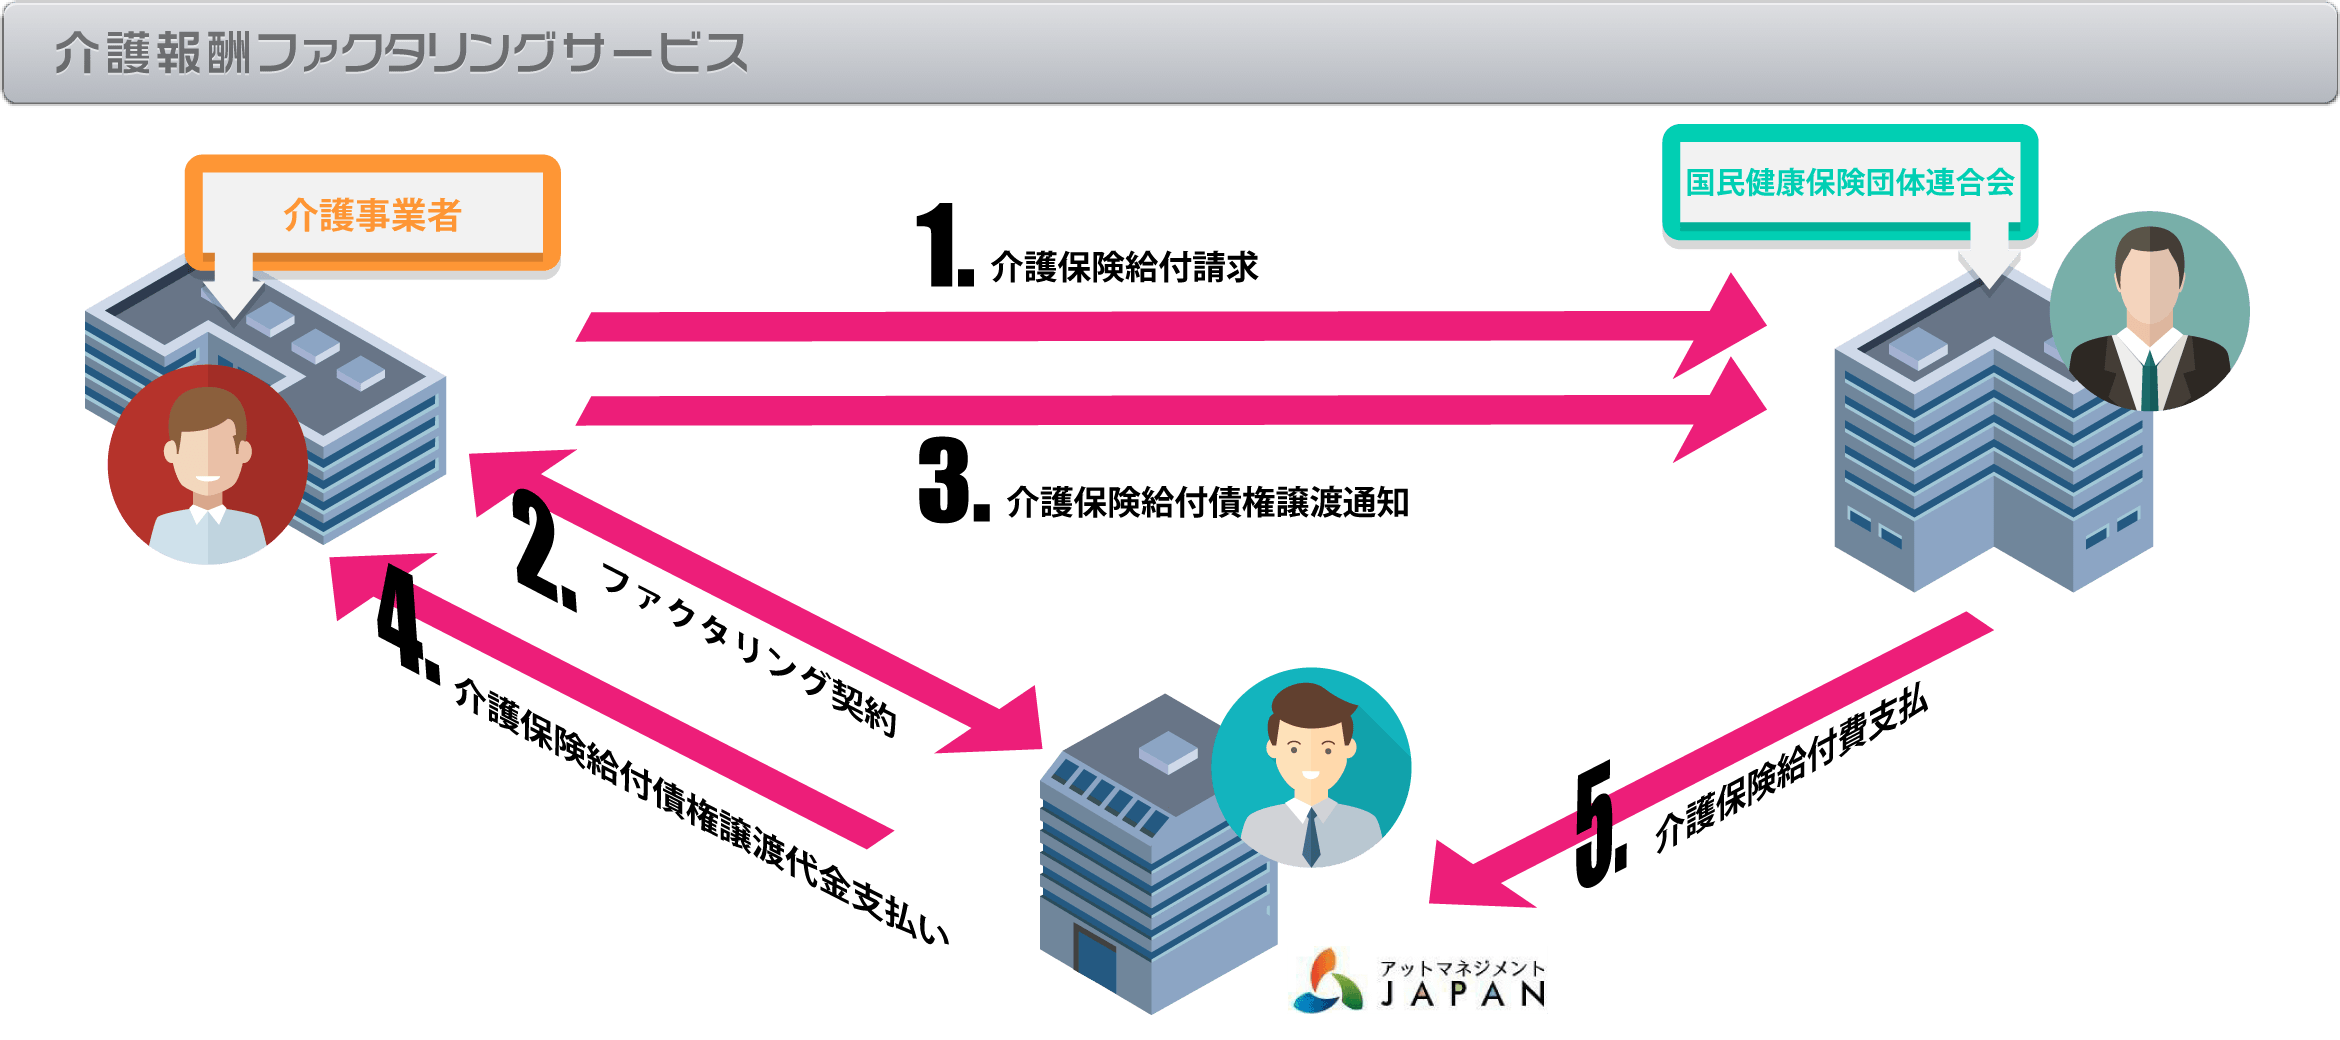 介護報酬ファクタリングサービス
介護事業者
国民健康保険団体連合会
1. 介護保険給付請求
3. 介護保険給付債権譲渡通知
2. ファクタリング契約
4. 介護保険給付債権譲渡代金支払い
5. 介護保険給付費支払
アットマネジメント
JAPAN